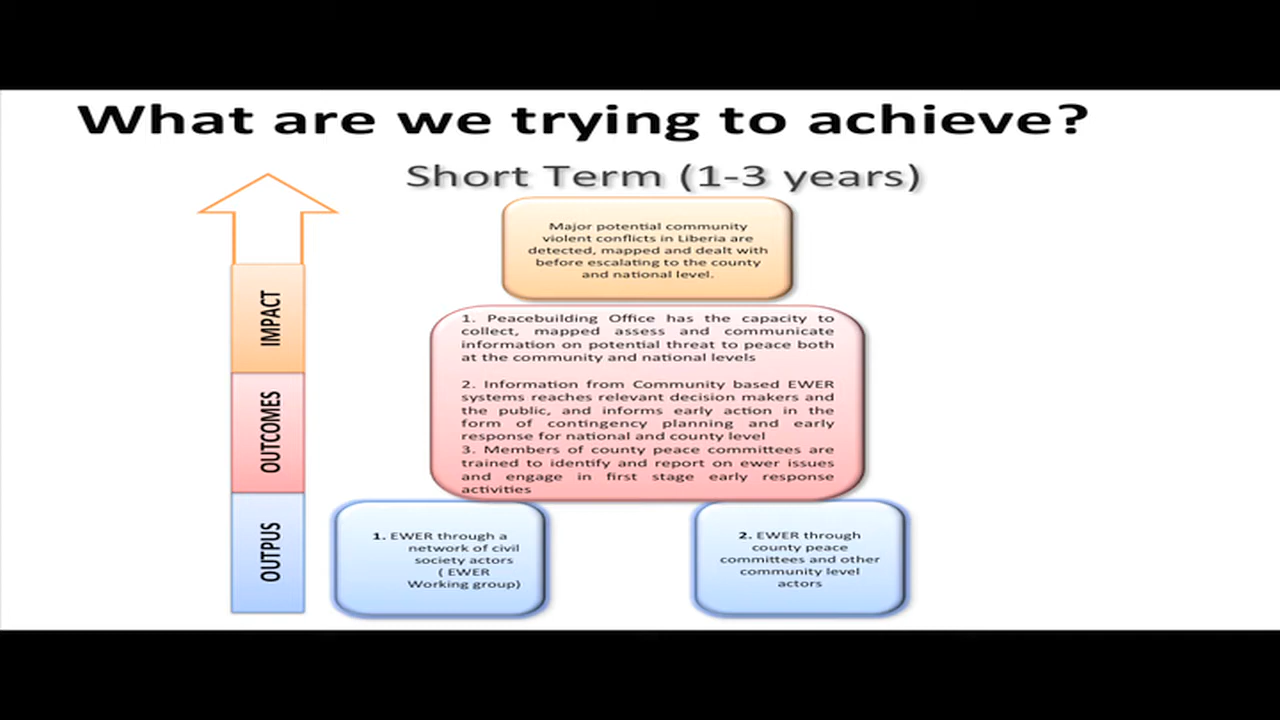 What are we trying to achieve?
Short Term (1-3 years)
Major potential community
violent conflicts in Liberia are
detected, mapped and dealt with
before escalating to the county
and national level.
IMPACT
1. Peacebuilding Office has the capacity to
collect, mapped assess and communicate
information on potential threat to peace both
at the community and national levels
2. Information from Community based EWER
systems reaches relevant decision makers and
the public, and informs early action in the
form of contingency planning and early
response for national and county level
3. Members of county peace committees are
trained to identify and report on ewer issues
and engage in first stage early response
activities
OUTCOMES
OUTPUS
1. EWER through a
network of civil
society actors
( EWER
Working group)
2. EWER through
county peace
committees and other
community level
actors